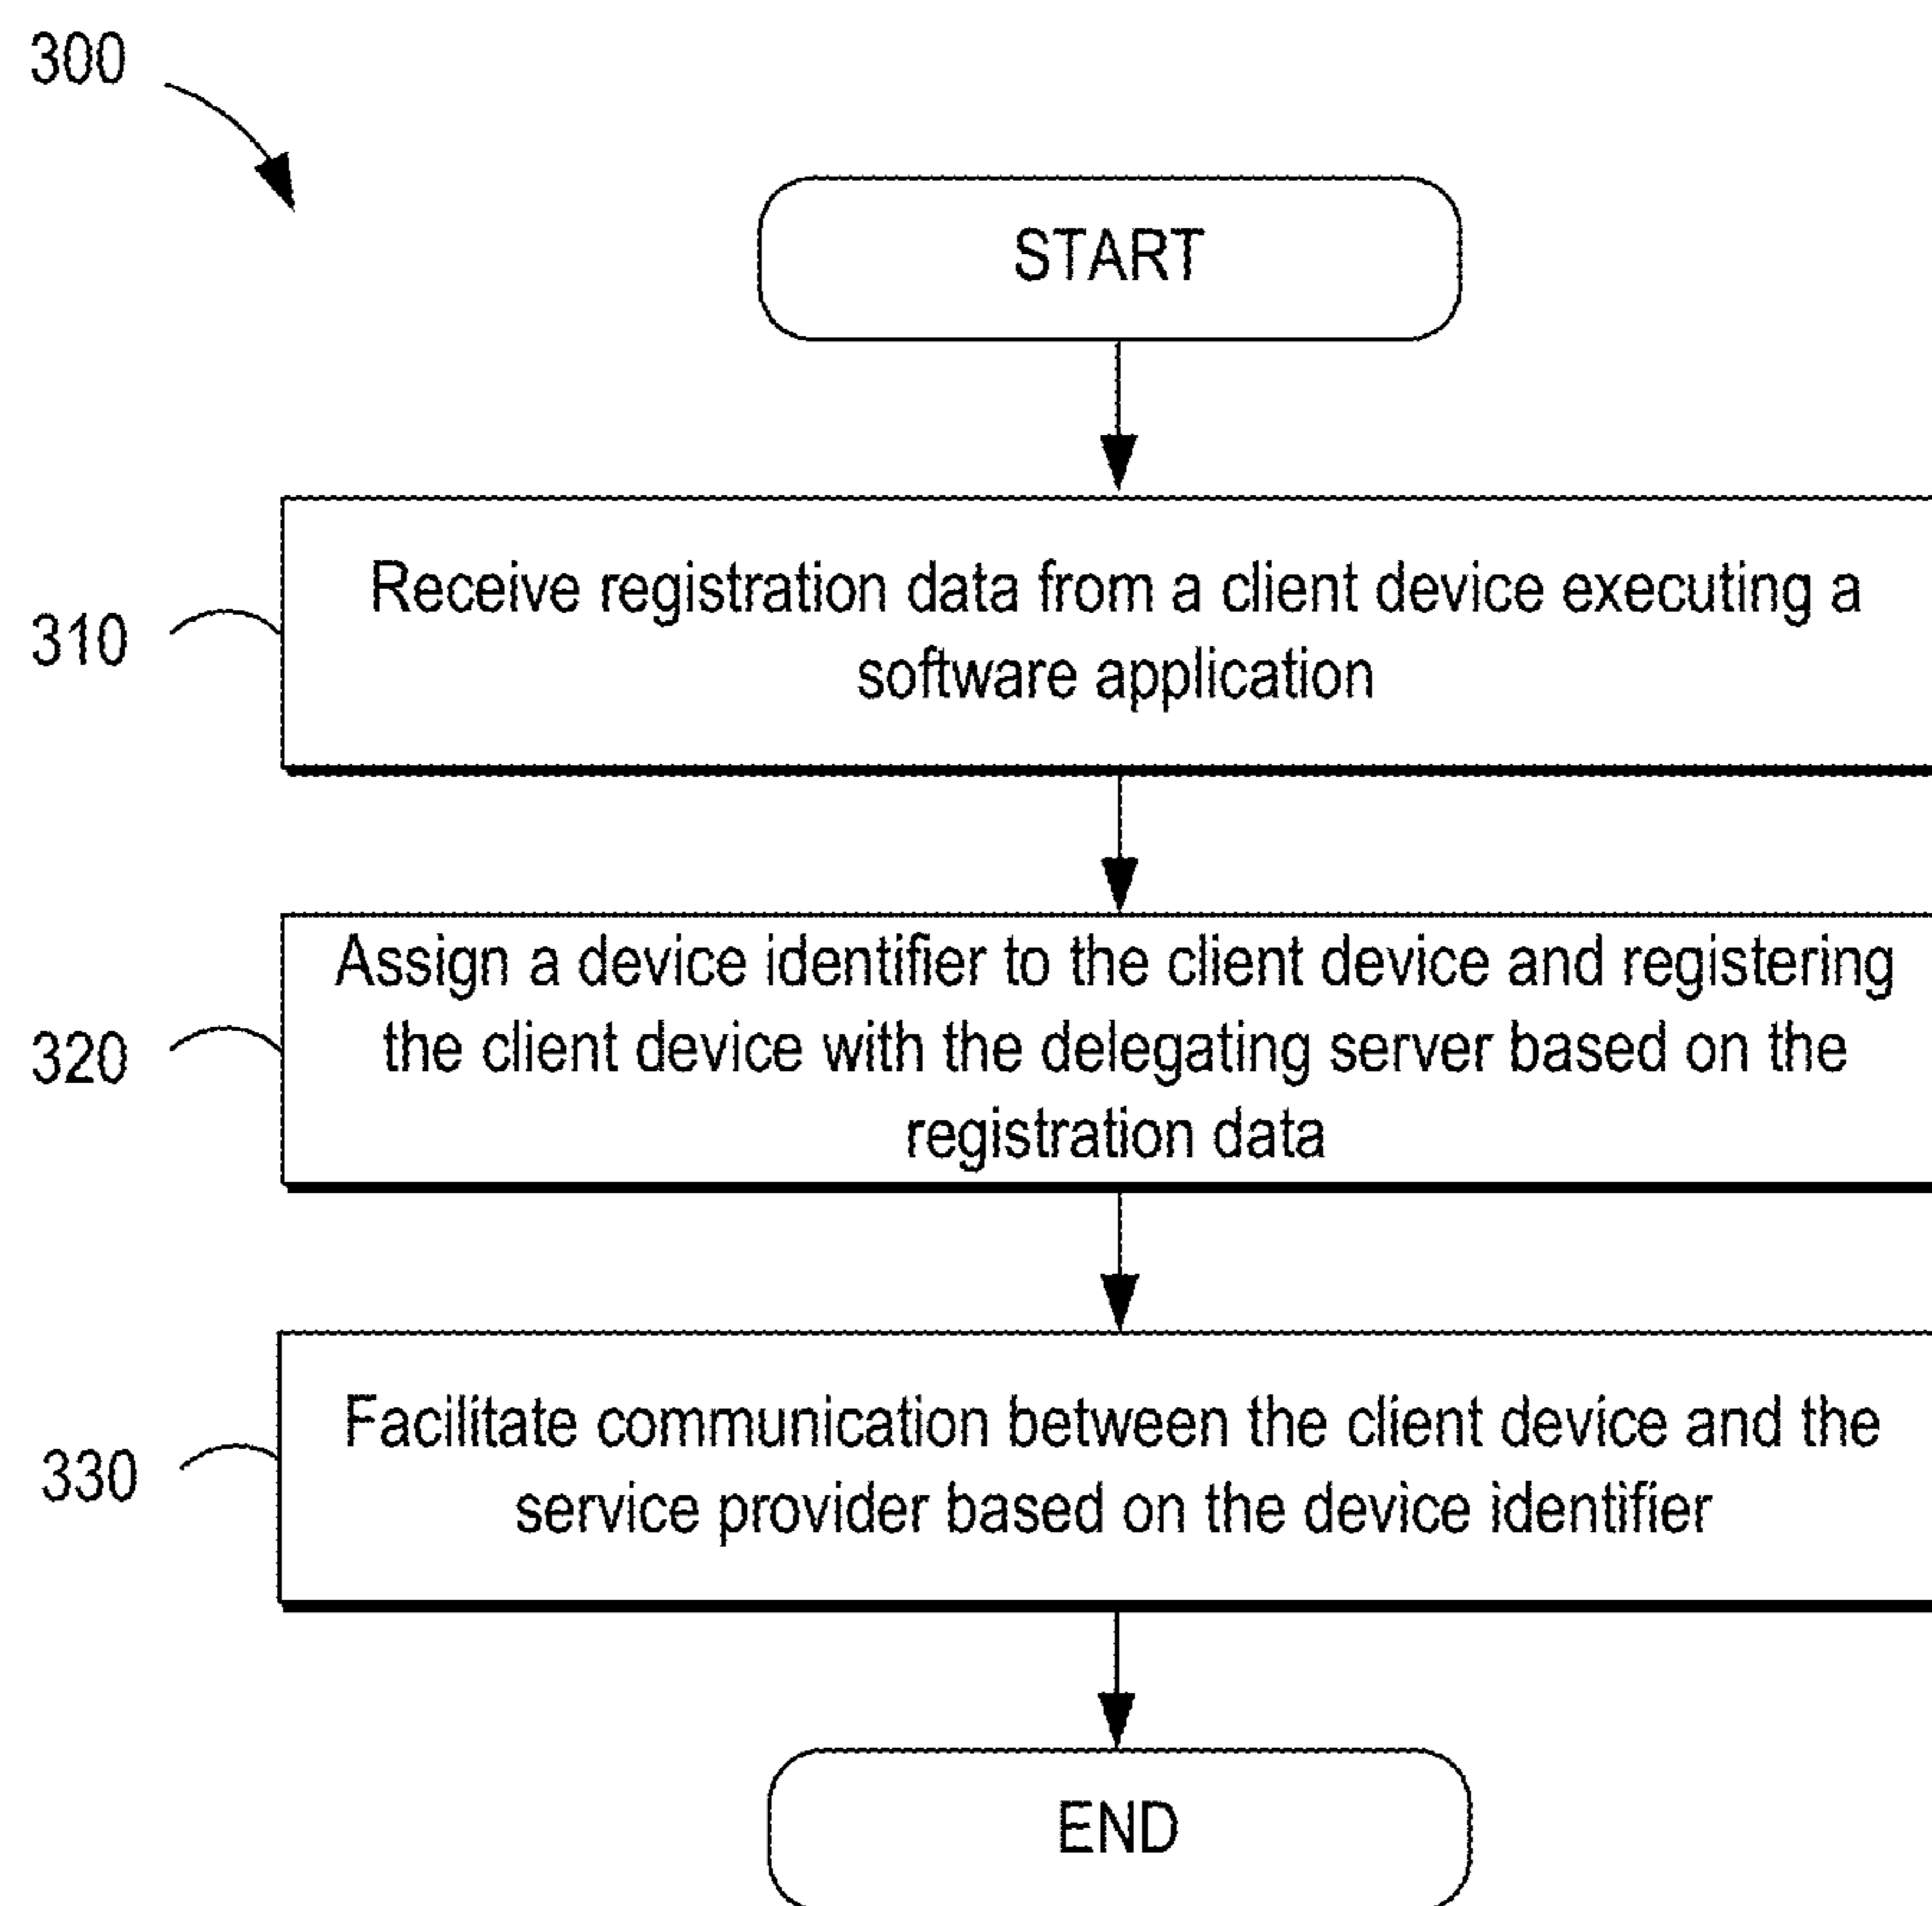 300
START
310
Receive registration data from a client device executing a
software application
320
Assign a device identifier to the client device and registering
the client device with the delegating server based on the
registration data
330
Facilitate communication between the client device and the
service provider based on the device identifier
END